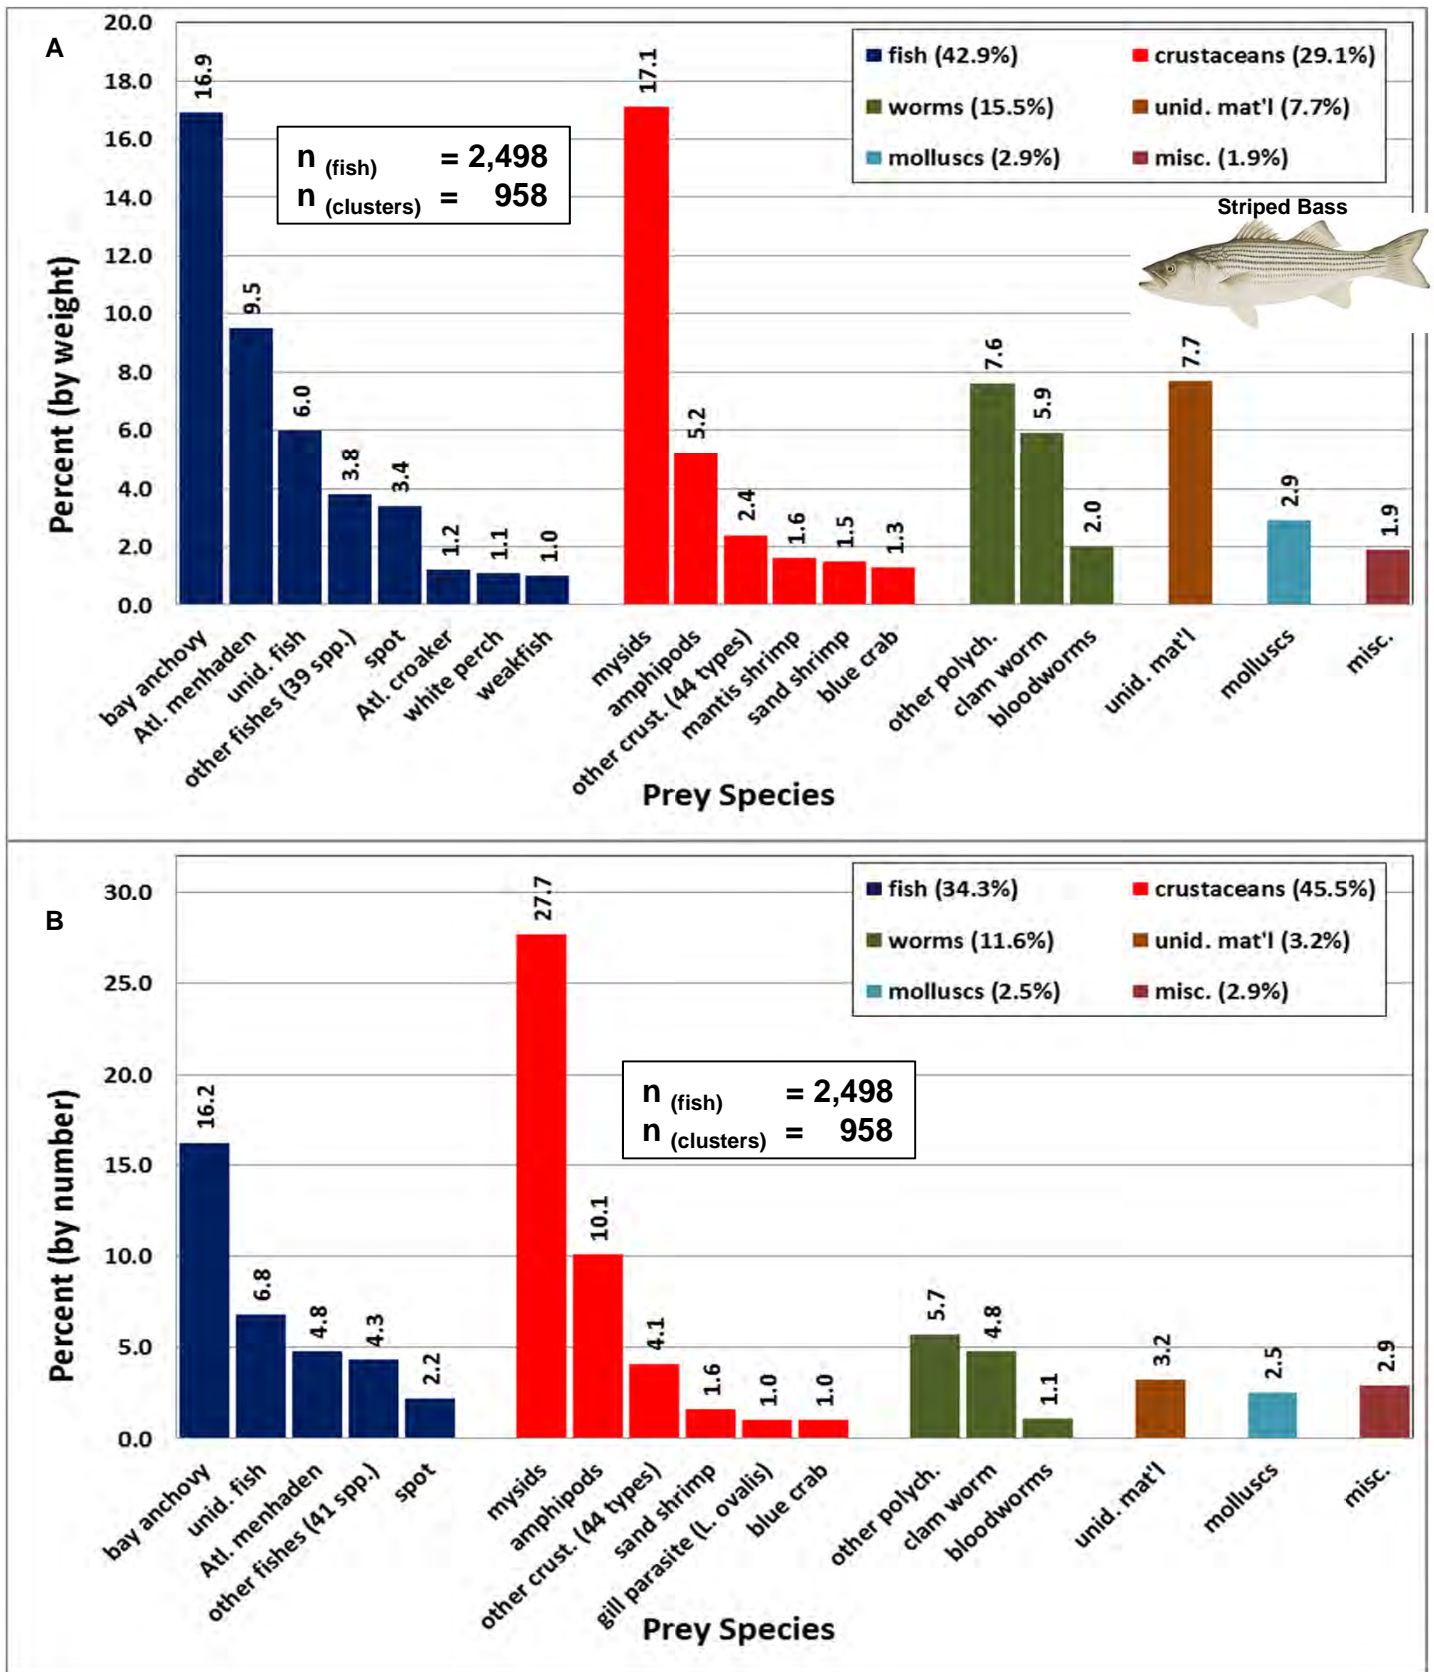 A
20.0
18.0
16.0
14.0
12.0
10.0
8.0
6.0
4.0
2.0
0.0
Percent (by weight)
fish (42.9%) crustaceans (29.1%)
worms (15.5%) unid. mat'l (7.7%)
molluscs (2.9%) misc. (1.9%)
n (fish) = 2,498
n (clusters) = 958
Striped Bass
16.9
9.5
6.0
3.8
3.4
1.2
1.1
1.0
17.1
5.2
2.4
1.6
1.5
1.3
7.6
5.9
2.0
7.7
2.9
1.9
bay anchovy
Atl. menhaden
unid. fish
other fishes (39 spp.)
spot
Atl. croaker
white perch
weakfish
mysids
amphipods
other crust. (44 types)
mantis shrimp
sand shrimp
blue crab
other polych.
clam worm
bloodworms
unid. mat'l
molluscs
misc.
Prey Species
B
30.0
25.0
20.0
15.0
10.0
5.0
0.0
Percent (by number)
fish (34.3%) crustaceans (45.5%)
worms (11.6%) unid. mat'l (3.2%)
molluscs (2.5%) misc. (2.9%)
n (fish) = 2,498
n (clusters) = 958
16.2
6.8
4.8
4.3
2.2
27.7
10.1
4.1
1.6
1.0
1.0
5.7
4.8
1.1
3.2
2.5
2.9
bay anchovy
unid. fish
Atl. menhaden
other fishes (41 spp.)
spot
mysids
amphipods
other crust. (44 types)
sand shrimp
gill parasite (L. ovalis)
blue crab
other polych.
clam worm
bloodworms
unid. mat'l
molluscs
misc.
Prey Species